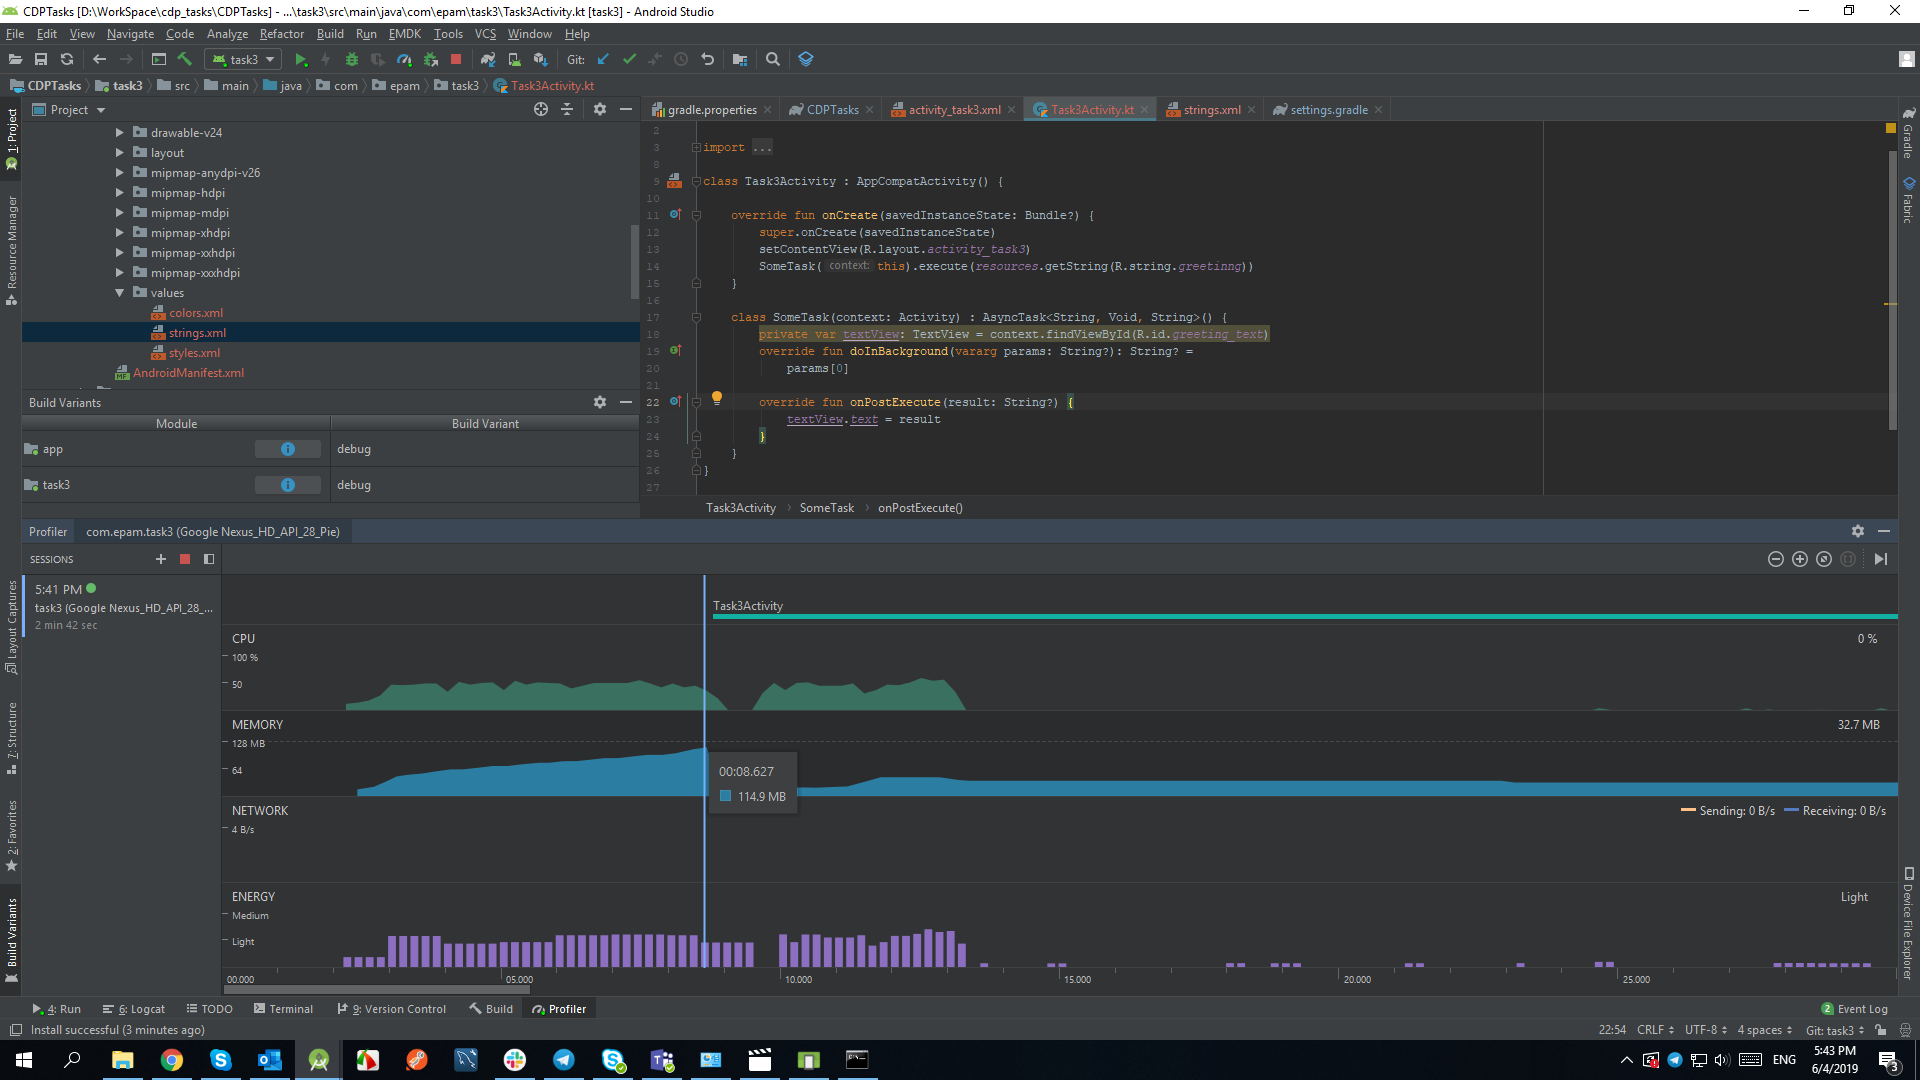 CDPTasks [D:\WorkSpace\cdp_tasks\CDPTasks] - ...\task3\src\main\java\com\epam\task3\Task3Activity.kt [task3] - Android Studio
File Edit View Navigate Code Analyze Refactor Build Run EMDK Tools VCS Window Help
task3 Git:
CDPTasks task3 src main java com epam task3 Task3Activity.kt
1: Project
Resource Manager
Layout Captures
7: Structure
2: Favorites
Build Variants
Project
drawable-v24
layout
mipmap-anydpi-v26
mipmap-hdpi
mipmap-mdpi
mipmap-xhdpi
mipmap-xxhdpi
mipmap-xxxhdpi
values
colors.xml
strings.xml
styles.xml
AndroidManifest.xml
Build Variants
Module Build Variant
app debug
task3 debug
gradle.properties CDPTasks activity_task3.xml Task3Activity.kt strings.xml settings.gradle
2
3 import ...
8
9 class Task3Activity : AppCompatActivity() {
10
11 override fun onCreate(savedInstanceState: Bundle?) {
12 super.onCreate(savedInstanceState)
13 setContentView(R.layout.activity_task3)
14 SomeTask( context: this).execute(resources.getString(R.string.greetinng))
15 }
16
17 class SomeTask(context: Activity) : AsyncTask<String, Void, String>() {
18 private var textView: TextView = context.findViewById(R.id.greeting_text)
19 override fun doInBackground(vararg params: String?): String? =
20 params[0]
21
22 override fun onPostExecute(result: String?) {
23 textView.text = result
24 }
25 }
26 }
27
Task3Activity SomeTask onPostExecute()
Gradle
Fabric
Device File Explorer
Profiler com.epam.task3 (Google Nexus_HD_API_28_Pie)
SESSIONS
5:41 PM
task3 (Google Nexus_HD_API_28_...
2 min 42 sec
Task3Activity
CPU 0 %
100 %
50
MEMORY 32.7 MB
128 MB
64
00:08.627
114.9 MB
NETWORK Sending: 0 B/s Receiving: 0 B/s
4 B/s
ENERGY Light
Medium
Light
00.000 05.000 10.000 15.000 20.000 25.000
4: Run 6: Logcat TODO Terminal 9: Version Control Build Profiler 2 Event Log
Install successful (3 minutes ago) 22:54 CRLF UTF-8 4 spaces Git: task3
ENG 5:43 PM
6/4/2019 3